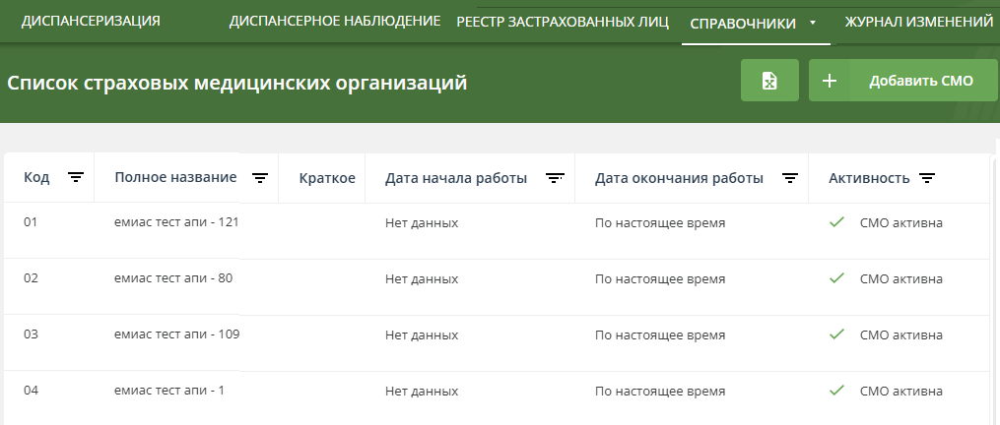 ДИСПАНСЕРИЗАЦИЯ ДИСПАНСЕРНОЕ НАБЛЮДЕНИЕ РЕЕСТР ЗАСТРАХОВАННЫХ ЛИЦ СПРАВОЧНИКИ ЖУРНАЛ ИЗМЕНЕНИЙ
Список страховых медицинских организаций Добавить СМО
Код Полное название Краткое Дата начала работы Дата окончания работы Активность
01 емиас тест апи - 121 Нет данных По настоящее время СМО активна
02 емиас тест апи - 80 Нет данных По настоящее время СМО активна
03 емиас тест апи - 109 Нет данных По настоящее время СМО активна
04 емиас тест апи - 1 Нет данных По настоящее время СМО активна